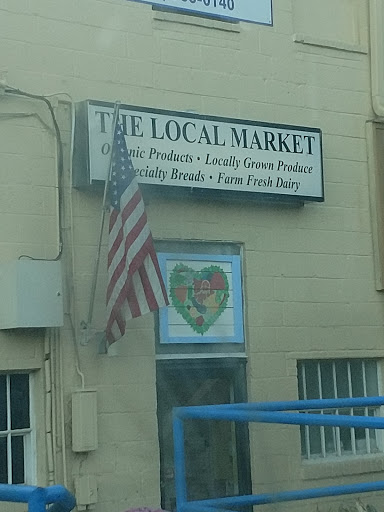 THE LOCAL MARKET
Products • Locally Grown Produce
Breads • Farm Fresh Dairy